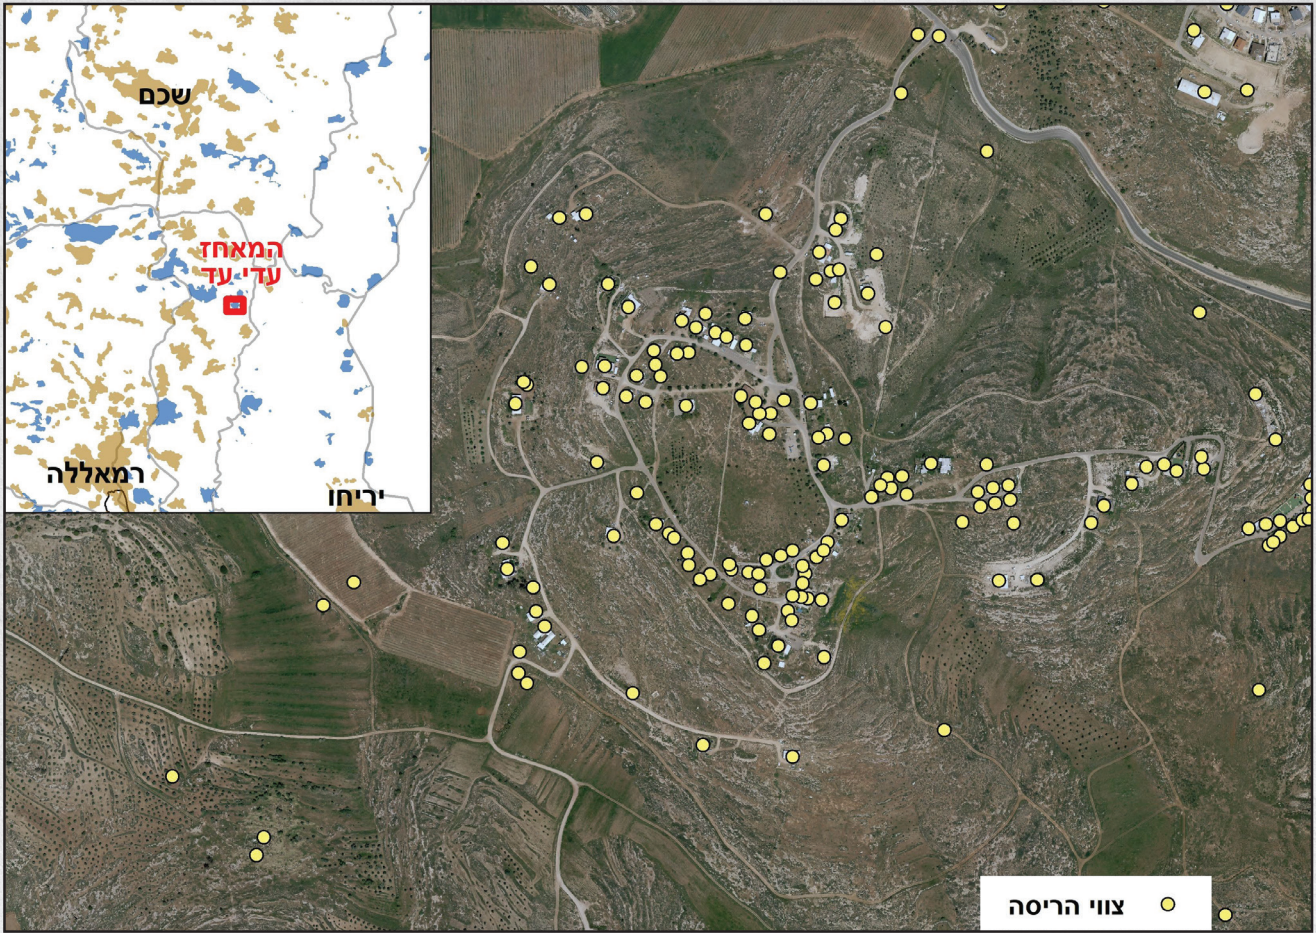 שכם
המאחז
עדי עד
רמאללה
יריחו
צווי הריסה